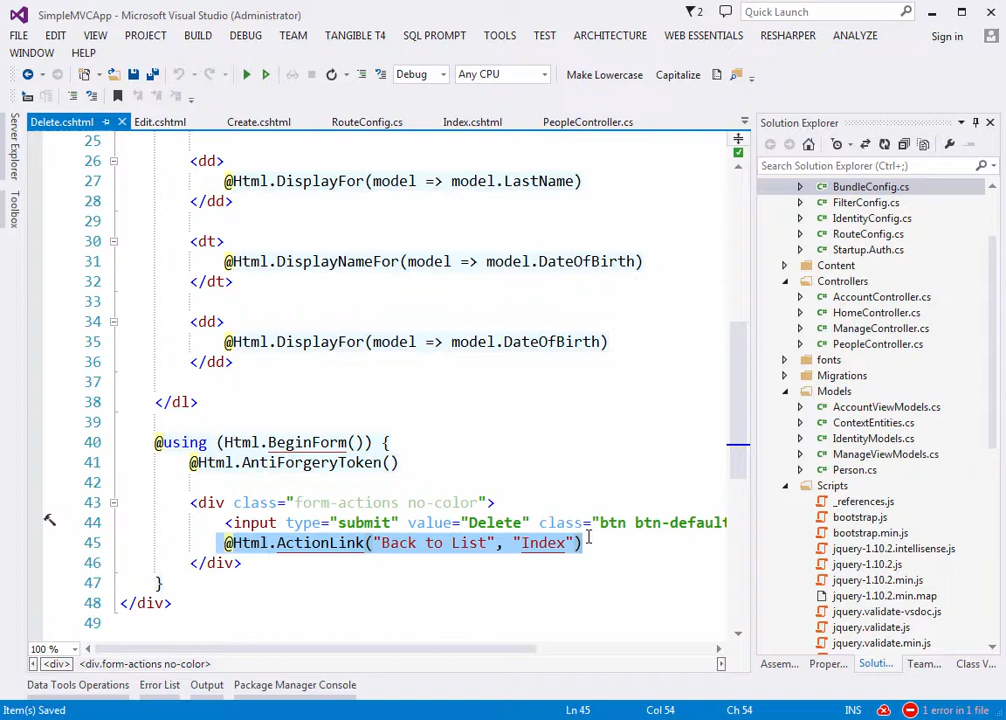 SimpleMVCApp - Microsoft Visual Studio (Administrator)
2
Quick Launch (Ctrl+Q)
FILE EDIT VIEW PROJECT BUILD DEBUG TEAM TANGIBLE T4 SQL PROMPT TOOLS TEST ARCHITECTURE WEB ESSENTIALS RESHARPER ANALYZE Sign in
WINDOW HELP
Debug Any CPU Make Lowercase Capitalize
Server Explorer
Toolbox
Delete.cshtml Edit.cshtml Create.cshtml RouteConfig.cs Index.cshtml PeopleController.cs
25
26 <dd>
27 @Html.DisplayFor(model => model.LastName)
28 </dd>
29
30 <dt>
31 @Html.DisplayNameFor(model => model.DateOfBirth)
32 </dt>
33
34 <dd>
35 @Html.DisplayFor(model => model.DateOfBirth)
36 </dd>
37
38 </dl>
39
40 @using (Html.BeginForm()) {
41 @Html.AntiForgeryToken()
42
43 <div class="form-actions no-color">
44 <input type="submit" value="Delete" class="btn btn-default
45 @Html.ActionLink("Back to List", "Index")
46 </div>
47 }
48 </div>
49
100 %
<div> <div.form-actions no-color>
Solution Explorer
Search Solution Explorer (Ctrl+;)
BundleConfig.cs
FilterConfig.cs
IdentityConfig.cs
RouteConfig.cs
Startup.Auth.cs
Content
Controllers
AccountController.cs
HomeController.cs
ManageController.cs
PeopleController.cs
fonts
Migrations
Models
AccountViewModels.cs
ContextEntities.cs
IdentityModels.cs
ManageViewModels.cs
Person.cs
Scripts
_references.js
bootstrap.js
bootstrap.min.js
jquery-1.10.2.intellisense.js
jquery-1.10.2.js
jquery-1.10.2.min.js
jquery-1.10.2.min.map
jquery.validate-vsdoc.js
jquery.validate.js
jquery.validate.min.js
Assem... Proper... Soluti... Team... Class V...
Data Tools Operations Error List Output Package Manager Console
Item(s) Saved Ln 45 Col 54 Ch 54 INS 1 error in 1 file